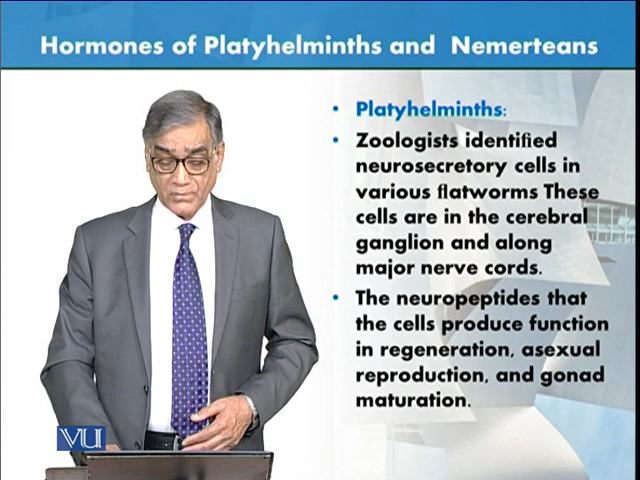 Hormones of Platyhelminths and Nemerteans
• Platyhelminths:
• Zoologists identified
neurosecretory cells in
various flatworms These
cells are in the cerebral
ganglion and along
major nerve cords.
• The neuropeptides that
the cells produce function
in regeneration, asexual
reproduction, and gonad
maturation.
VU